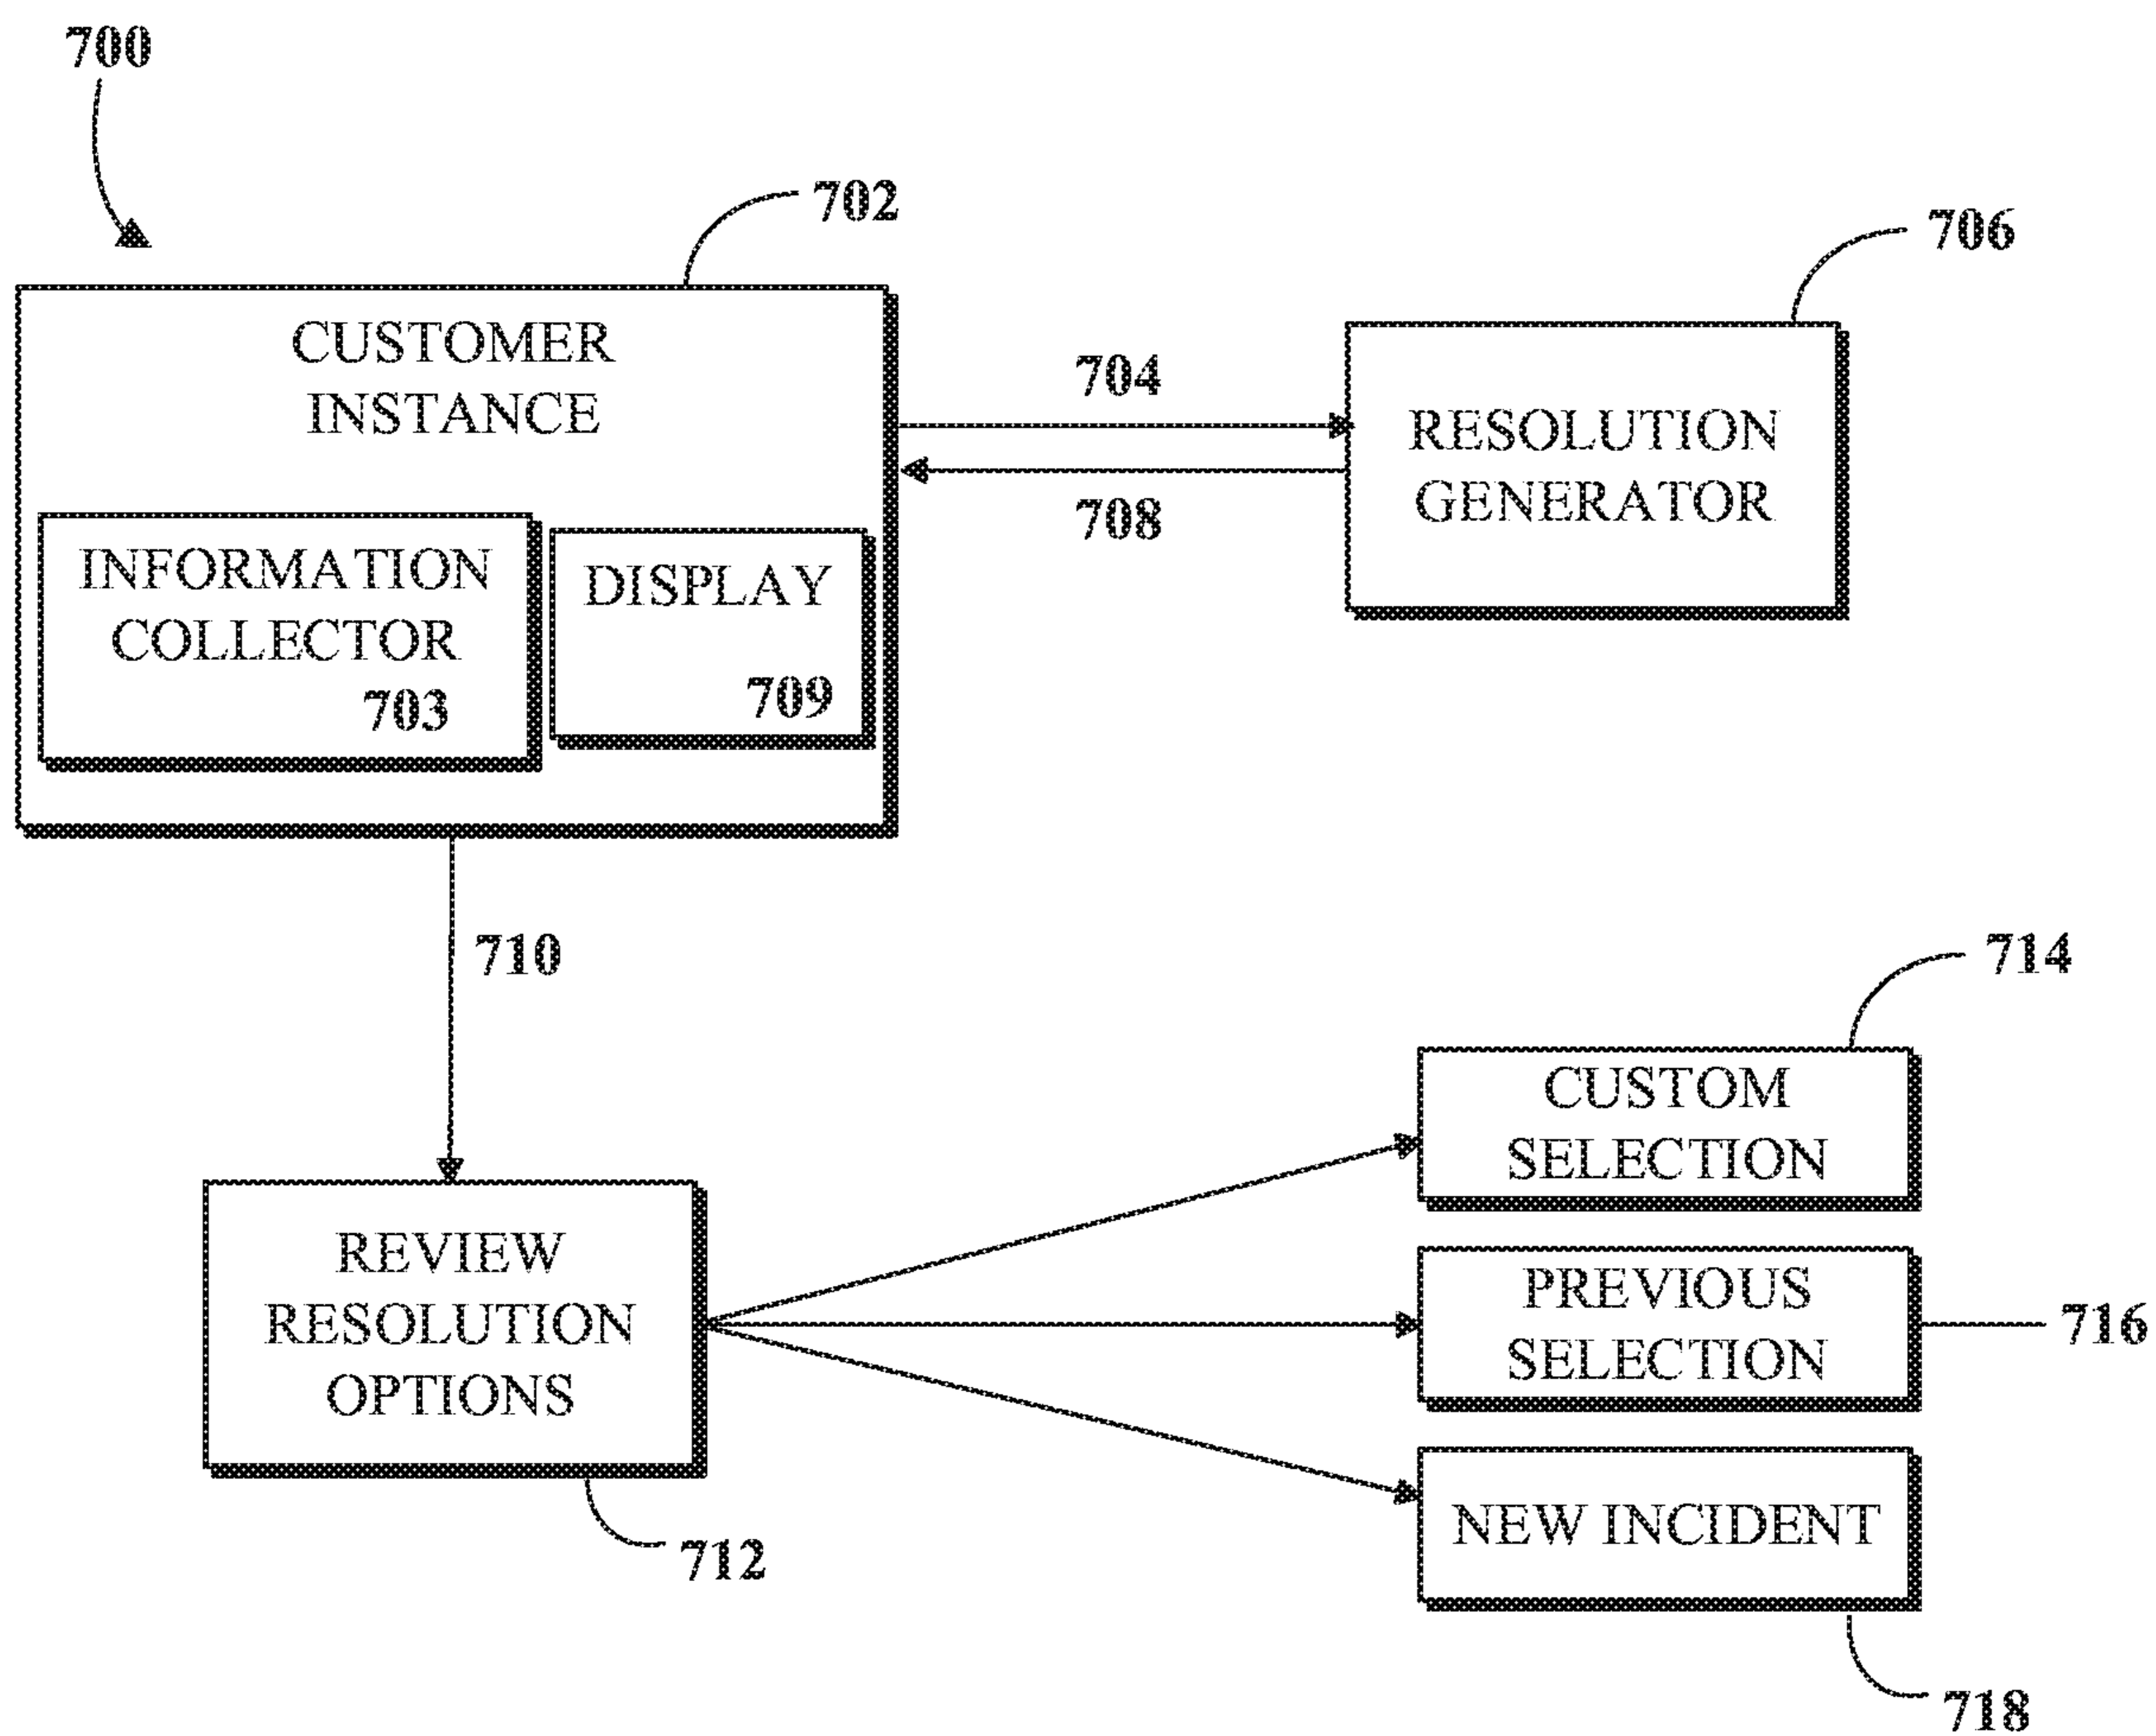 700
702
706
CUSTOMER
INSTANCE
704
708
RESOLUTION
GENERATOR
INFORMATION
COLLECTOR
703
DISPLAY
709
710
714
CUSTOM
SELECTION
REVIEW
RESOLUTION
OPTIONS
712
PREVIOUS
SELECTION
716
NEW INCIDENT
718